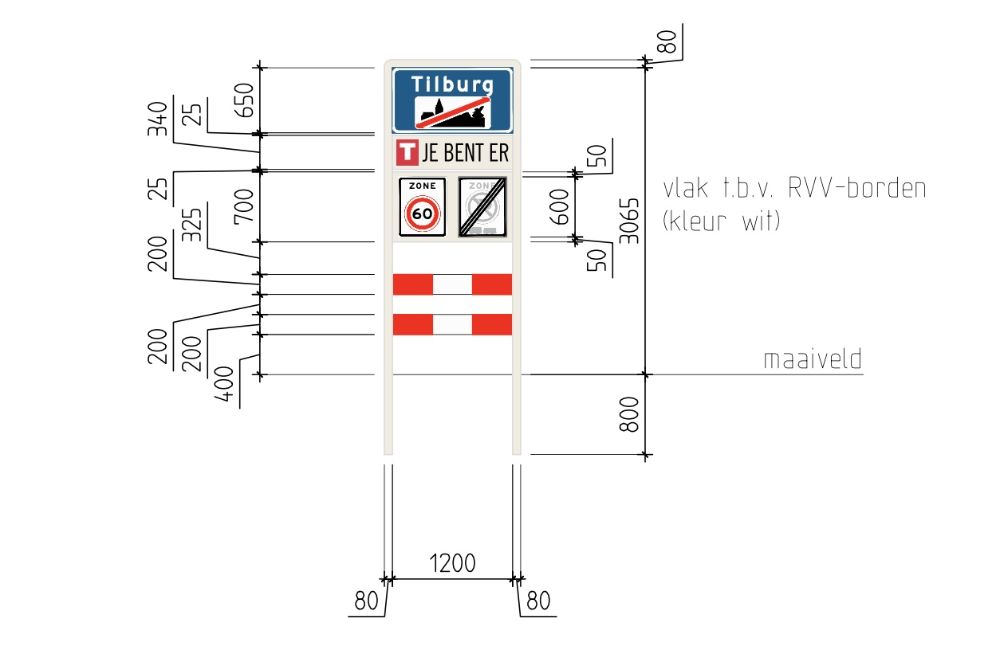 80
650
340
25
Tilburg
T JE BENT ER
50
25
700
325
200
ZONE
60
ZONE
600
3065
vlak t.b.v. RVV-borden
(kleur wit)
50
200
200
400
maaiveld
800
1200
80
80